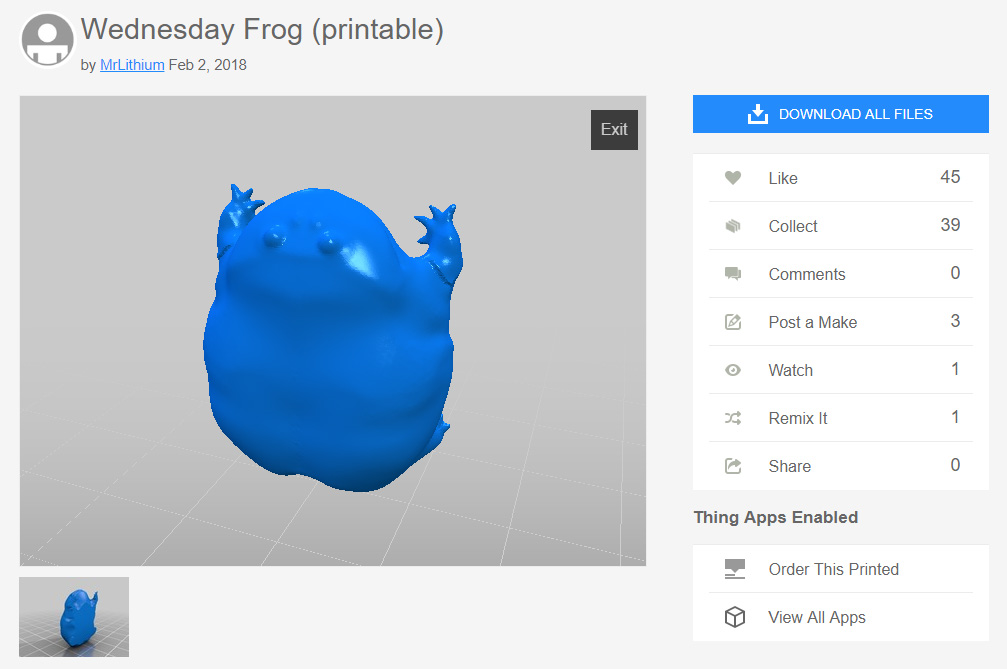 Wednesday Frog (printable)
by MrLithium Feb 2, 2018
Exit
DOWNLOAD ALL FILES
Like 45
Collect 39
Comments 0
Post a Make 3
Watch 1
Remix It 1
Share 0
Thing Apps Enabled
Order This Printed
View All Apps